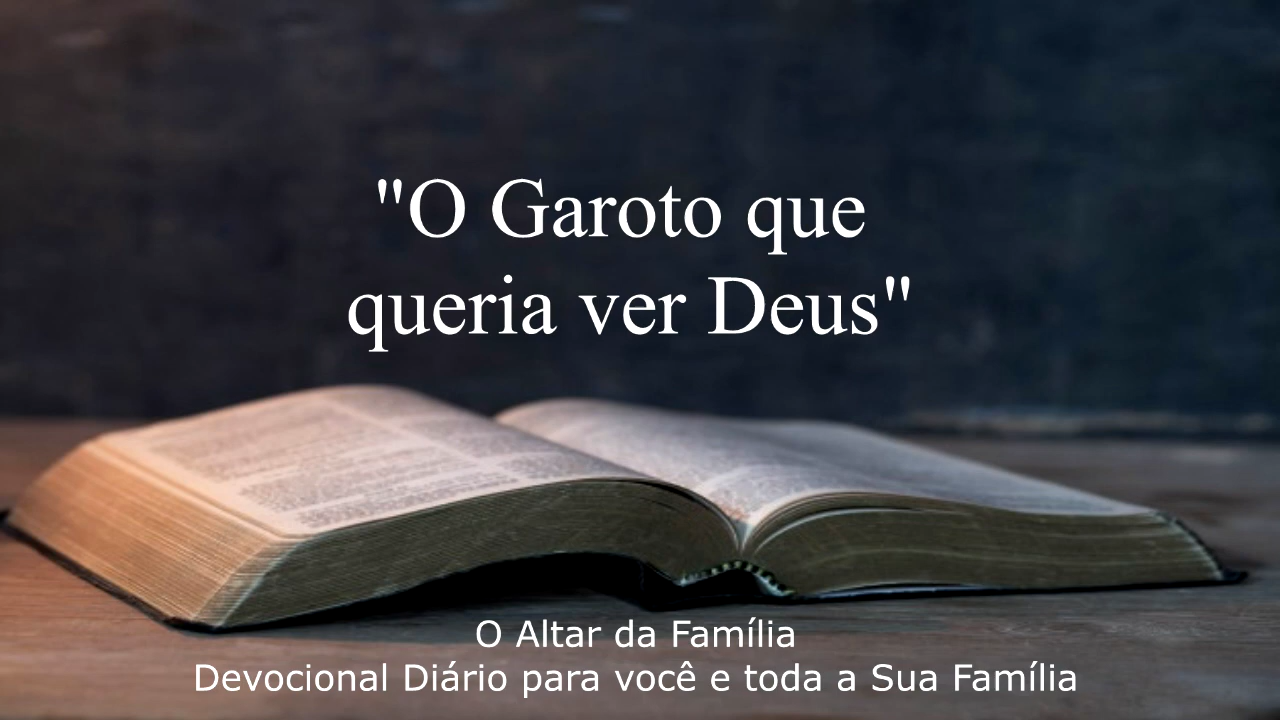 "O Garoto que
queria ver Deus"
O Altar da Família
Devocional Diário para você e toda a Sua Família